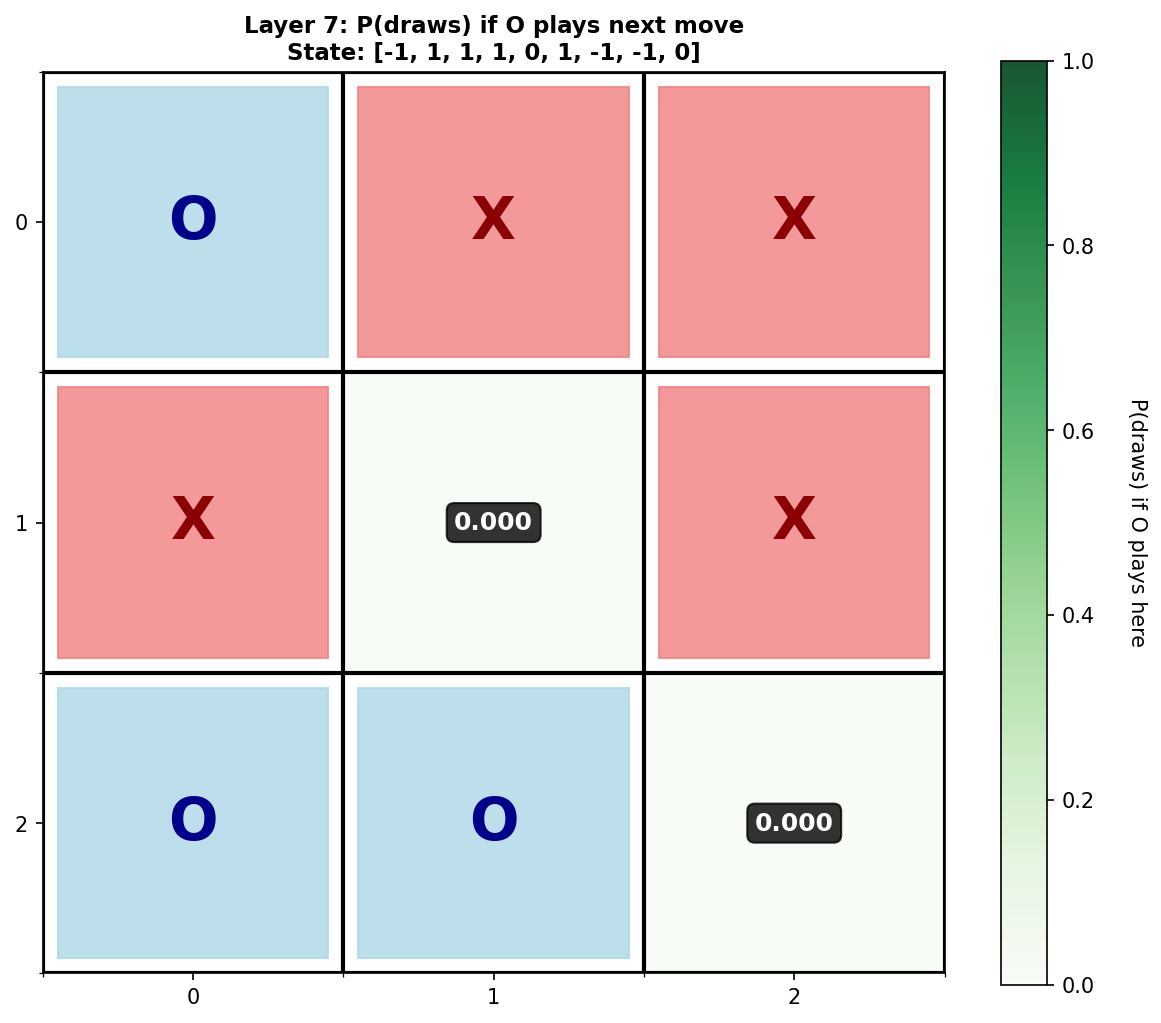 Layer 7: P(draws) if O plays next move
State: [-1, 1, 1, 1, 0, 1, -1, -1, 0]
0
O
X
X
1
X
0.000
X
2
O
O
0.000
0
1
2
1.0
0.8
0.6
0.4
0.2
0.0
P(draws) if O plays here